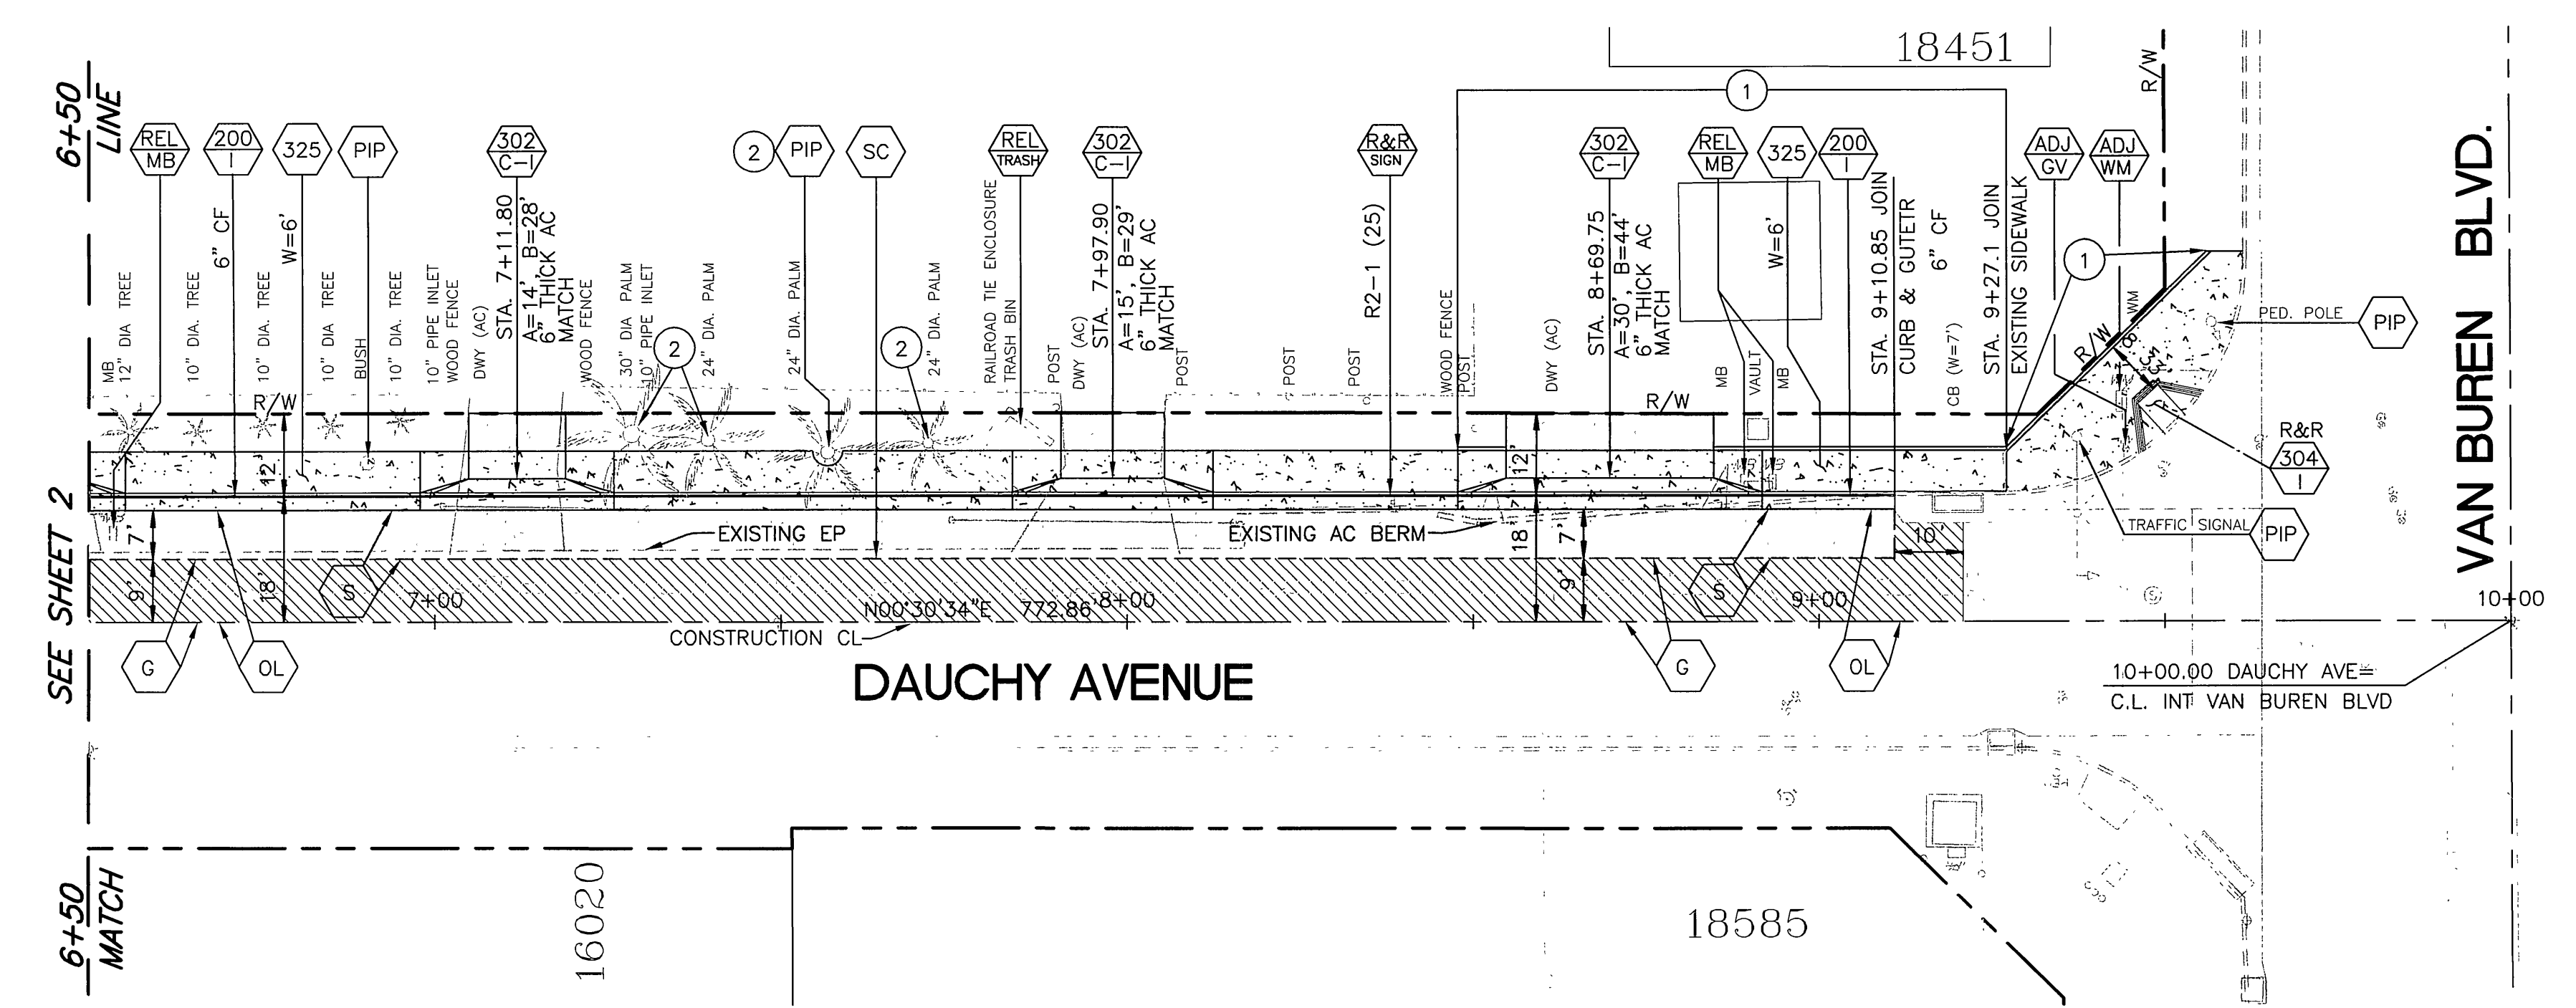 18451
6+50
LINE
REL
MB
200
I
325
PIP
302
C-I
2
PIP
SC
REL
TRASH
302
C-I
R&R
SIGN
1
302
C-I
REL
MB
325
200
I
ADJ
GV
ADJ
WM
R/W
VAN BUREN BLVD.
MB
12" DIA TREE
10" DIA. TREE
6" CF
10" DIA. TREE
W=6'
10" DIA TREE
BUSH
10" DIA. TREE
10" PIPE INLET
WOOD FENCE
DWY (AC)
STA. 7+11.80
A=14', B=28'
6" THICK AC
MATCH
WOOD FENCE
30" DIA PALM
10" PIPE INLET
2
24" DIA. PALM
24" DIA. PALM
2
24" DIA. PALM
RAILROAD TIE ENCLOSURE
TRASH BIN
POST
DWY (AC)
STA. 7+97.90
A=15', B=29'
6" THICK AC
MATCH
POST
POST
POST
R2-1 (25)
WOOD FENCE
POST
DWY (AC)
STA. 8+69.75
A=30', B=44'
6" THICK AC
MATCH
MB
VAULT
MB
W=6'
STA. 9+10.85 JOIN
CURB & GUTETR
6" CF
CB (W=7')
STA. 9+27.1 JOIN
EXISTING SIDEWALK
1
WM
R/W
8.33'
PED. POLE
PIP
R&R
304
I
TRAFFIC SIGNAL
PIP
R/W
R/W
12'
12'
SEE SHEET 2
7'
9'
18'
S
EXISTING EP
EXISTING AC BERM
18'
7'
9'
S
10'
7+00
N00°30'34"E 772.86'
8+00
9+00
10+00
CONSTRUCTION CL
G
OL
G
OL
DAUCHY AVENUE
10+00.00 DAUCHY AVE=
C.L. INT VAN BUREN BLVD
6+50
MATCH
16020
18585